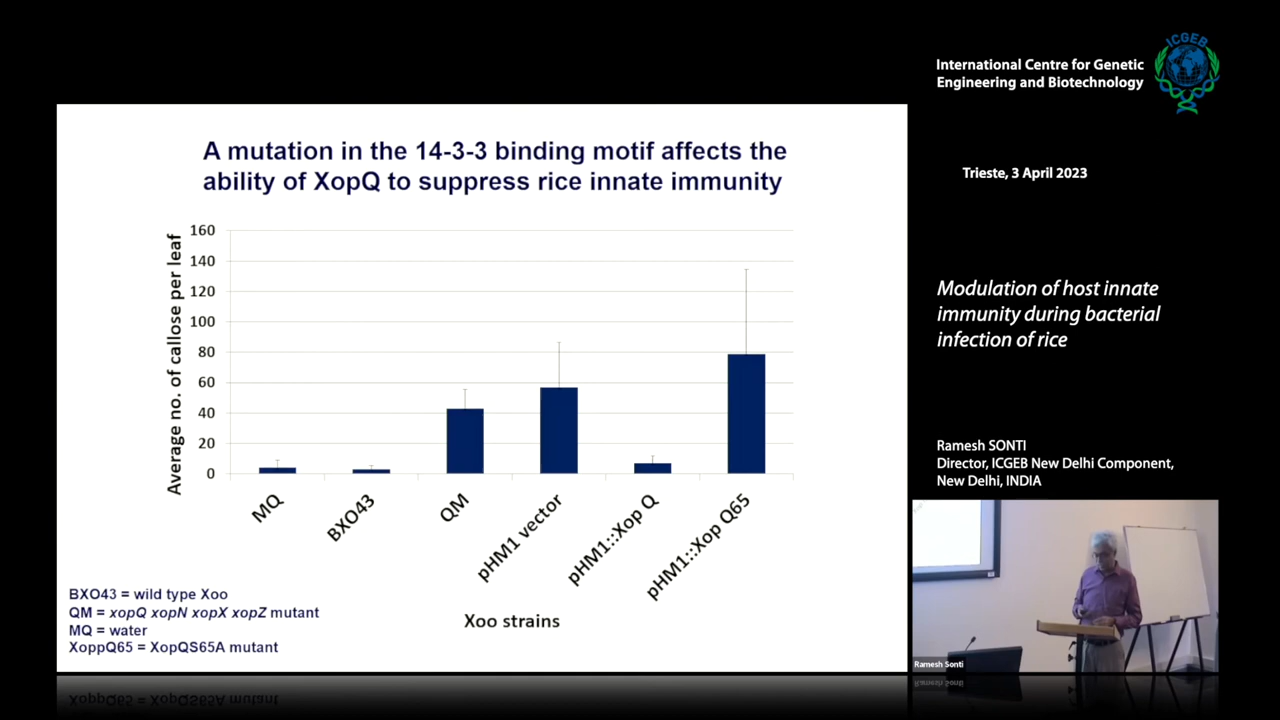 ICGEB
International Centre for Genetic
Engineering and Biotechnology
Trieste, 3 April 2023
Modulation of host innate
immunity during bacterial
infection of rice
Ramesh SONTI
Director, ICGEB New Delhi Component,
New Delhi, INDIA
Ramesh Sonti
A mutation in the 14-3-3 binding motif affects the
ability of XopQ to suppress rice innate immunity
Average no. of callose per leaf
160
140
120
100
80
60
40
20
0
MQ
BXO43
QM
pHM1 vector
pHM1::Xop Q
pHM1::Xop Q65
Xoo strains
BXO43 = wild type Xoo
QM = xopQ xopN xopX xopZ mutant
MQ = water
XoppQ65 = XopQS65A mutant